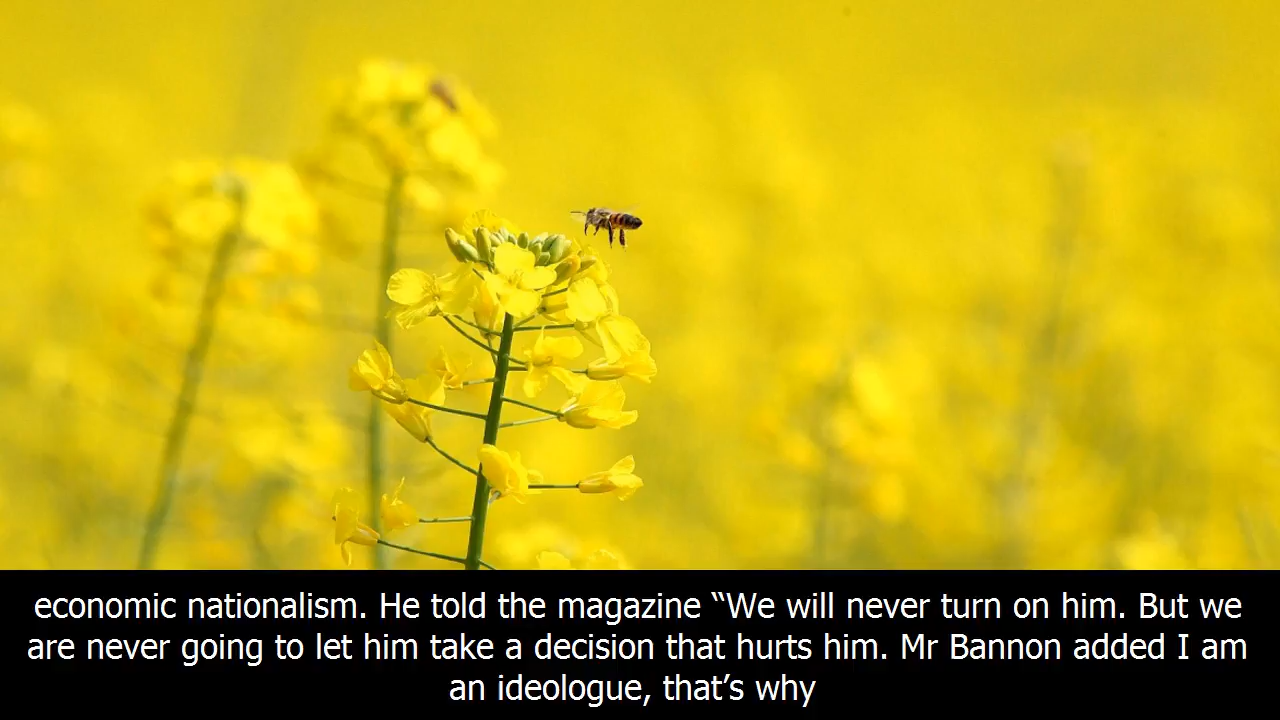 economic nationalism. He told the magazine “We will never turn on him. But we
are never going to let him take a decision that hurts him. Mr Bannon added I am
an ideologue, that’s why